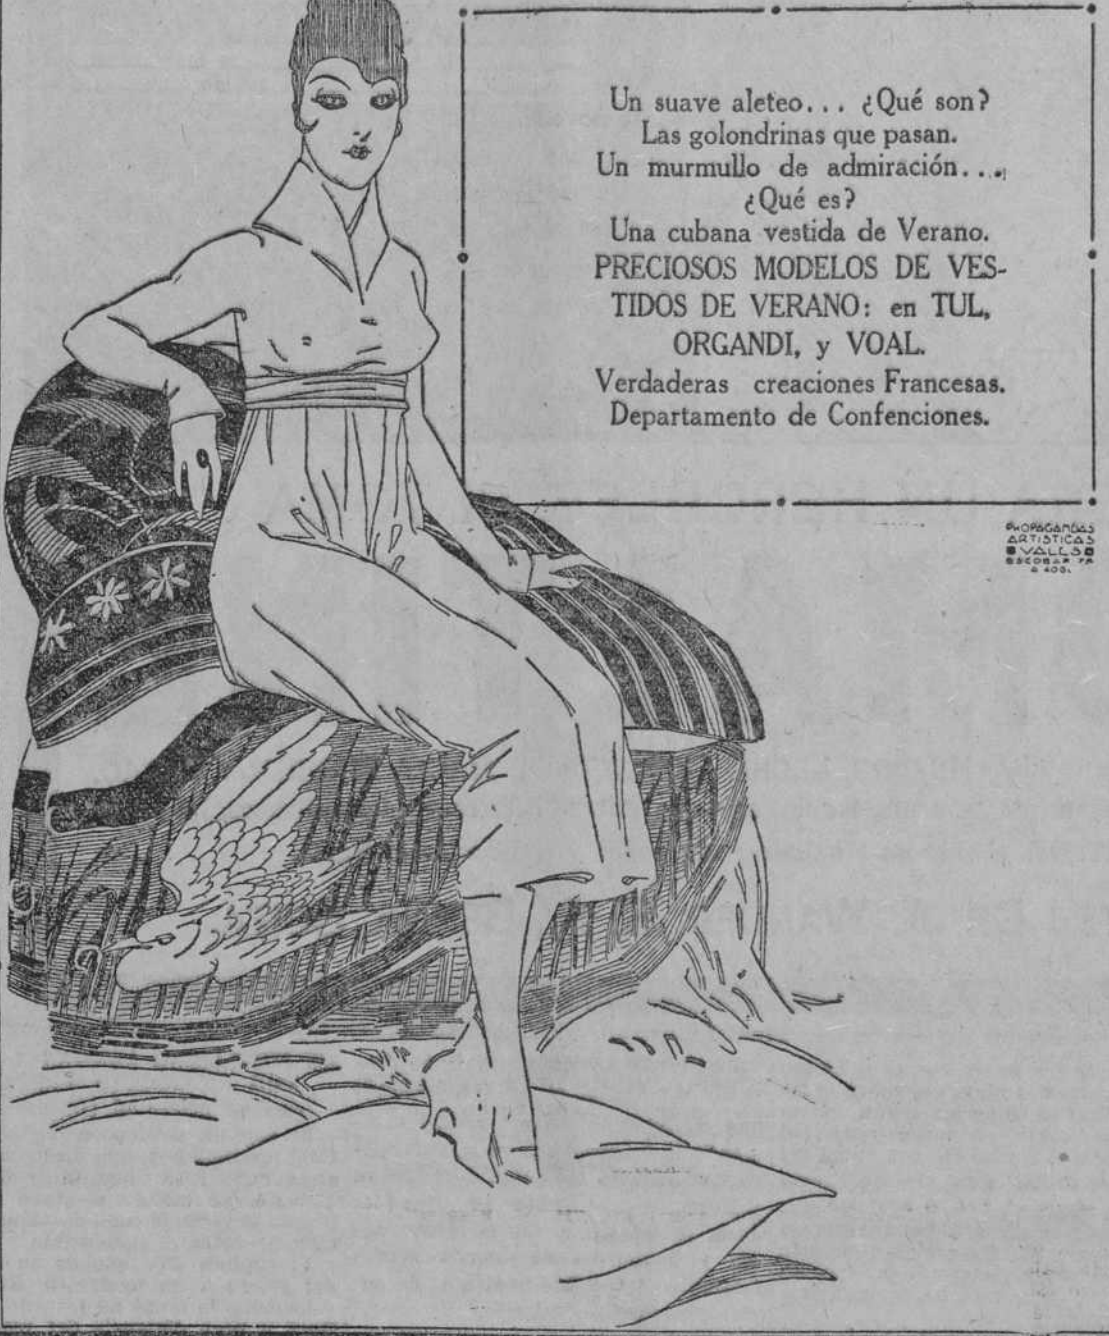 Un suave aleteo... ¿Qué son?
Las golondrinas que pasan.
Un murmullo de admiración...
¿Qué es?
Una cubana vestida de Verano.
PRECIOSOS MODELOS DE VES-
TIDOS DE VERANO: en TUL,
ORGANDI, y VOAL.
Verdaderas creaciones Francesas.
Departamento de Confenciones.
PROPAGANDAS
ARTISTICAS
VALLS
ESCOBAR